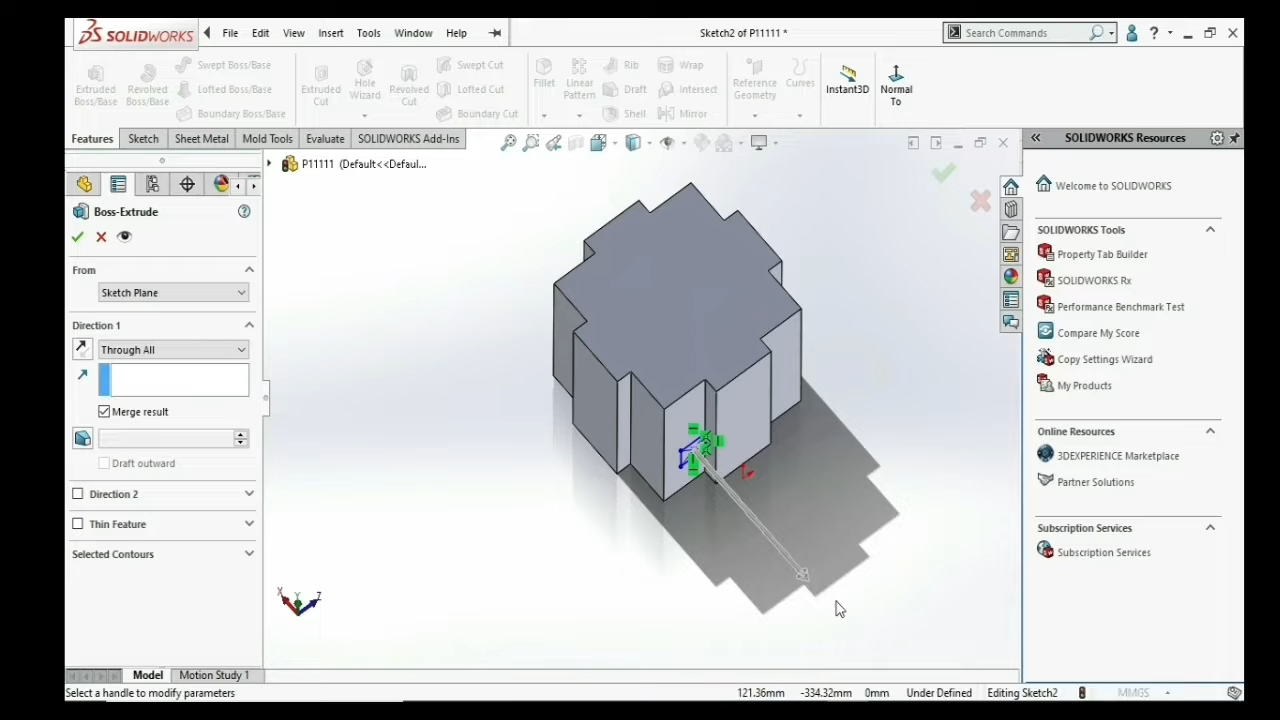 SOLIDWORKS
File Edit View Insert Tools Window Help
Sketch2 of P11111 *
Search Commands
?
Extruded Boss/Base
Revolved Boss/Base
Swept Boss/Base
Lofted Boss/Base
Boundary Boss/Base
Extruded Cut
Hole Wizard
Revolved Cut
Swept Cut
Lofted Cut
Boundary Cut
Fillet
Linear Pattern
Rib
Draft
Shell
Wrap
Intersect
Mirror
Reference Geometry
Curves
Instant3D
Normal To
Features Sketch Sheet Metal Mold Tools Evaluate SOLIDWORKS Add-Ins
P11111 (Default<<Defaul...
Boss-Extrude
?
From
Sketch Plane
Direction 1
Through All
Merge result
Draft outward
Direction 2
Thin Feature
Selected Contours
X Y Z
SOLIDWORKS Resources
Welcome to SOLIDWORKS
SOLIDWORKS Tools
Property Tab Builder
SOLIDWORKS Rx
Performance Benchmark Test
Compare My Score
Copy Settings Wizard
My Products
Online Resources
3DEXPERIENCE Marketplace
Partner Solutions
Subscription Services
Subscription Services
Model Motion Study 1
Select a handle to modify parameters
121.36mm -334.32mm 0mm Under Defined Editing Sketch2 MMGS